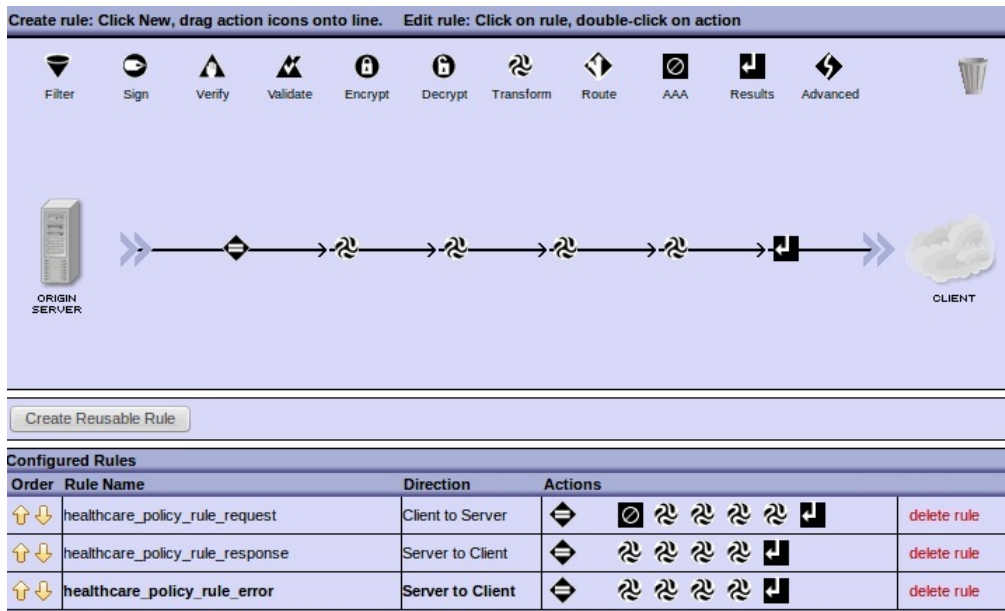 Create rule: Click New, drag action icons onto line. Edit rule: Click on rule, double-click on action
Filter Sign Verify Validate Encrypt Decrypt Transform Route AAA Results Advanced
ORIGIN SERVER
CLIENT
Create Reusable Rule
Configured Rules
Order Rule Name Direction Actions
healthcare_policy_rule_request Client to Server delete rule
healthcare_policy_rule_response Server to Client delete rule
healthcare_policy_rule_error Server to Client delete rule